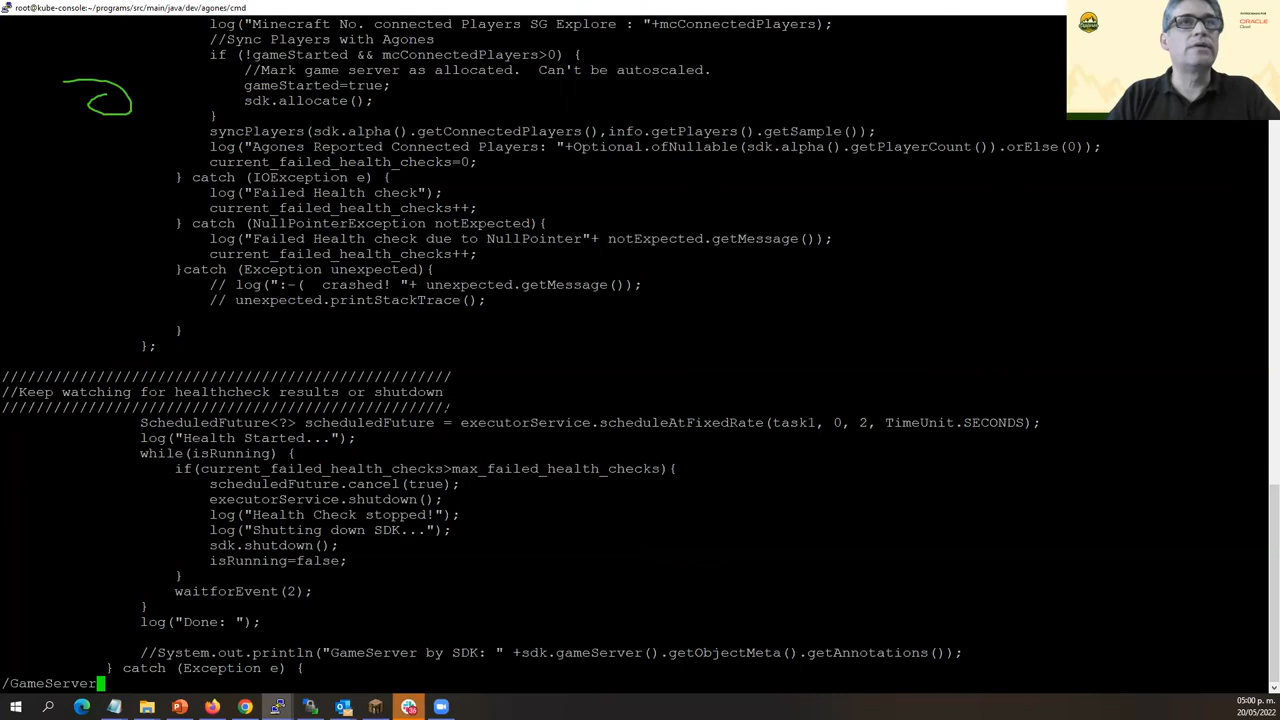 root@kube-console:~/programs/src/main/java/dev/agones/cmd
log("Minecraft No. connected Players SG Explore : "+mcConnectedPlayers);
//Sync Players with Agones
if (!gameStarted && mcConnectedPlayers>0) {
//Mark game server as allocated.  Can't be autoscaled.
gameStarted=true;
sdk.allocate();
}
syncPlayers(sdk.alpha().getConnectedPlayers(),info.getPlayers().getSample());
log("Agones Reported Connected Players: "+Optional.ofNullable(sdk.alpha().getPlayerCount()).orElse(0));
current_failed_health_checks=0;
} catch (IOException e) {
log("Failed Health check");
current_failed_health_checks++;
} catch (NullPointerException notExpected){
log("Failed Health check due to NullPointer"+ notExpected.getMessage());
current_failed_health_checks++;
}catch (Exception unexpected){
// log(":-(  crashed! "+ unexpected.getMessage());
// unexpected.printStackTrace();
}
};
////////////////////////////////////////////////////
//Keep watching for healthcheck results or shutdown
////////////////////////////////////////////////////
ScheduledFuture<?> scheduledFuture = executorService.scheduleAtFixedRate(task1, 0, 2, TimeUnit.SECONDS);
log("Health Started...");
while(isRunning) {
if(current_failed_health_checks>max_failed_health_checks){
scheduledFuture.cancel(true);
executorService.shutdown();
log("Health Check stopped!");
log("Shutting down SDK...");
sdk.shutdown();
isRunning=false;
}
waitforEvent(2);
}
log("Done: ");
//System.out.println("GameServer by SDK: " +sdk.gameServer().getObjectMeta().getAnnotations());
} catch (Exception e) {
/GameServer
ORACLE
Cloud
05:00 p.m.
20/05/2022